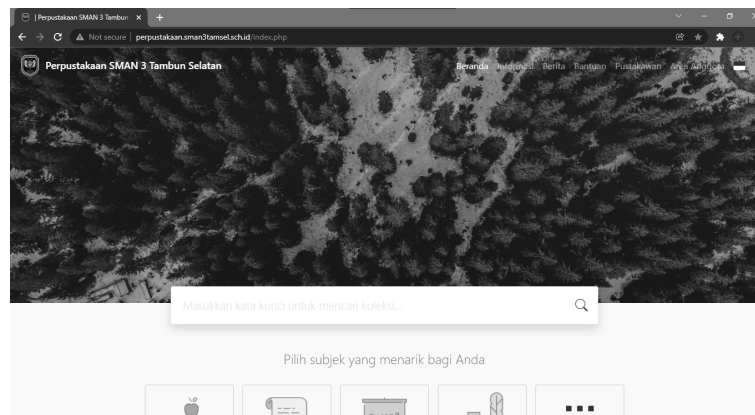 | Perpustakaan SMAN 3 Tambun
Not secure | perpustakaan.sman3tamsel.sch.id/index.php
Perpustakaan SMAN 3 Tambun Selatan
Beranda Informasi Berita Bantuan Pustakawan Area Anggota
Masukkan kata kunci untuk mencari koleksi...
Pilih subjek yang menarik bagi Anda